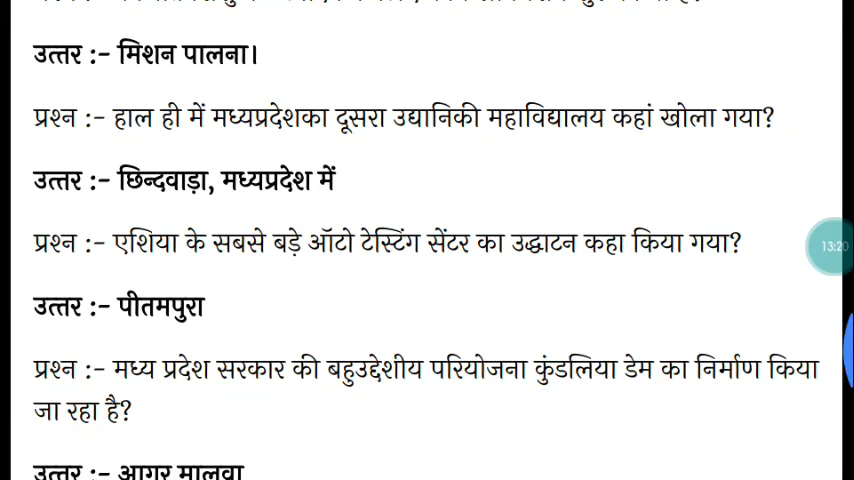 उत्तर :- मिशन पालना।
प्रश्न :- हाल ही में मध्यप्रदेशका दूसरा उद्यानिकी महाविद्यालय कहां खोला गया?
उत्तर :- छिन्दवाड़ा, मध्यप्रदेश में
प्रश्न :- एशिया के सबसे बड़े ऑटो टेस्टिंग सेंटर का उद्घाटन कहा किया गया?
13:20
उत्तर :- पीतमपुरा
प्रश्न :- मध्य प्रदेश सरकार की बहुउद्देशीय परियोजना कुंडलिया डेम का निर्माण किया
जा रहा है?
उत्तर :- आगर मालवा